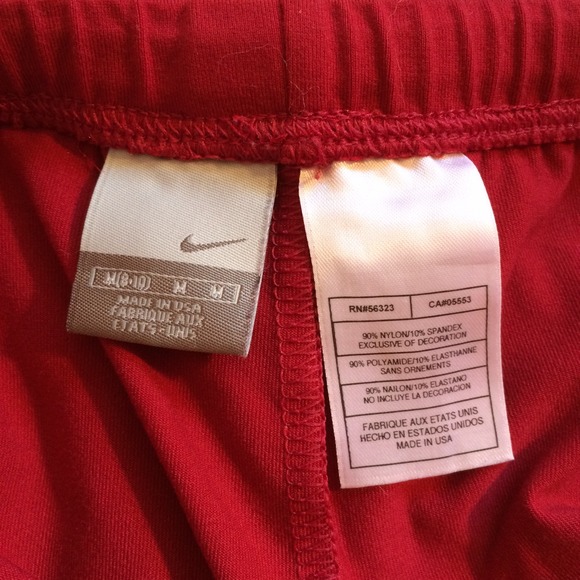 M(8-10) M M
MADE IN USA
FABRIQUE AUX
ETATS-UNIS
RN#56323 CA#05553
90% NYLON/10% SPANDEX
EXCLUSIVE OF DECORATION
90% POLYAMIDE/10% ELASTHANNE
SANS ORNEMENTS
90% NAILON/10% ELASTANO
NO INCLUYE LA DECORACION
FABRIQUE AUX ETATS UNIS
HECHO EN ESTADOS UNIDOS
MADE IN USA